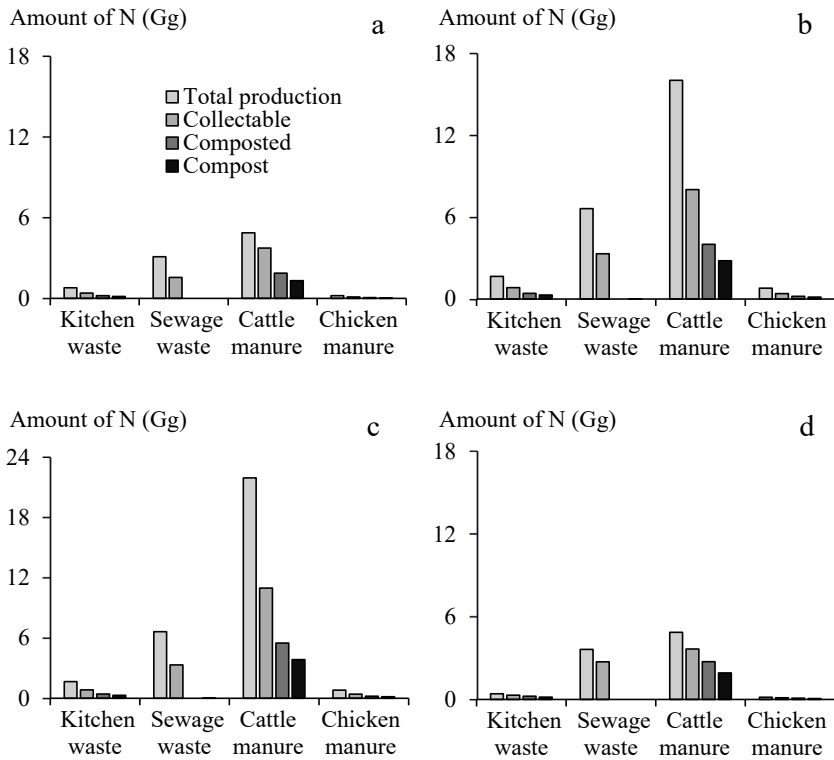 Amount of N (Gg)
a
18
12
6
0
Total production
Collectable
Composted
Compost
Kitchen
waste
Sewage
waste
Cattle
manure
Chicken
manure
Amount of N (Gg)
b
18
12
6
0
Kitchen
waste
Sewage
waste
Cattle
manure
Chicken
manure
Amount of N (Gg)
c
24
18
12
6
0
Kitchen
waste
Sewage
waste
Cattle
manure
Chicken
manure
Amount of N (Gg)
d
18
12
6
0
Kitchen
waste
Sewage
waste
Cattle
manure
Chicken
manure